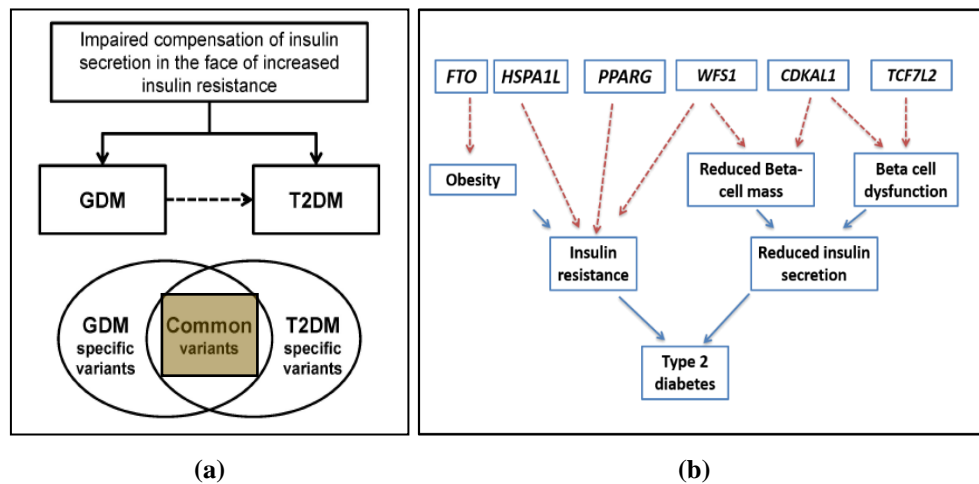 Impaired compensation of insulin
secretion in the face of increased
insulin resistance
GDM
T2DM
GDM
specific
variants
Common
variants
T2DM
specific
variants
(a)
FTO
HSPA1L
PPARG
WFS1
CDKAL1
TCF7L2
Obesity
Reduced Beta-
cell mass
Beta cell
dysfunction
Insulin
resistance
Reduced insulin
secretion
Type 2
diabetes
(b)